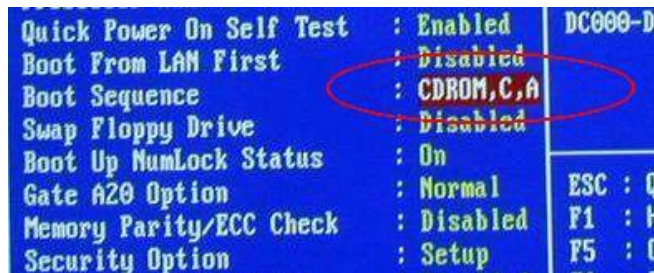 Quick Power On Self Test : Enabled
Boot From LAN First : Disabled
Boot Sequence : CDROM,C,A
Swap Floppy Drive : Disabled
Boot Up NumLock Status : On
Gate A20 Option : Normal
Memory Parity/ECC Check : Disabled
Security Option : Setup
DC000-D
ESC :
F1 : H
F5 :